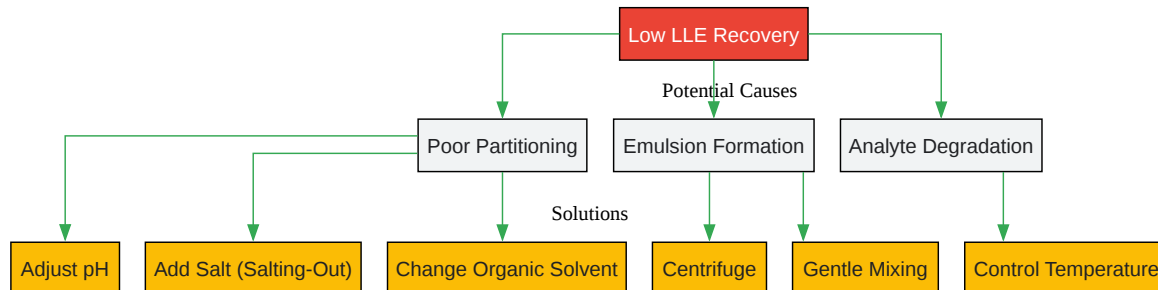 Low LLE Recovery
Potential Causes
Poor Partitioning
Emulsion Formation
Analyte Degradation
Solutions
Adjust pH
Add Salt (Salting-Out)
Change Organic Solvent
Centrifuge
Gentle Mixing
Control Temperature